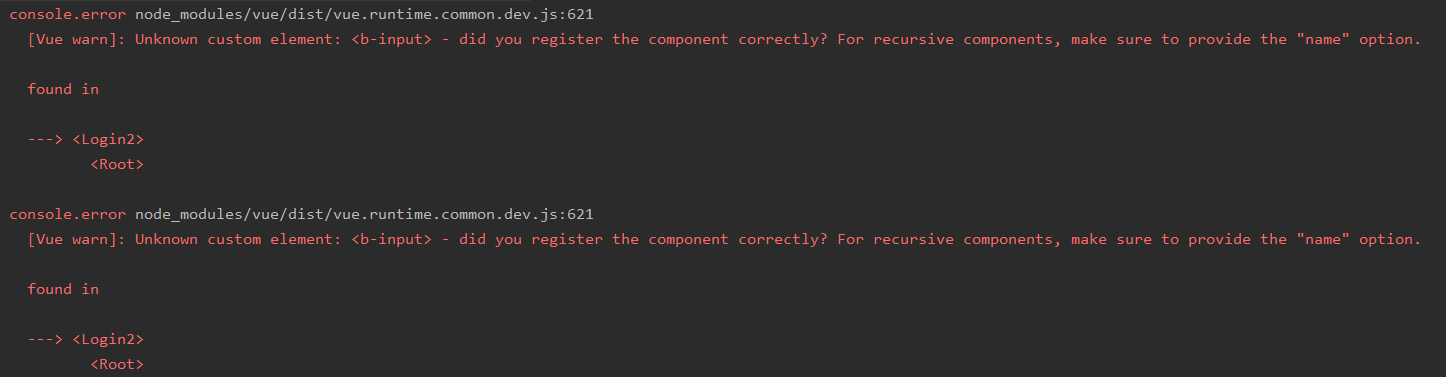 console.error node_modules/vue/dist/vue.runtime.common.dev.js:621
[Vue warn]: Unknown custom element: <b-input> - did you register the component correctly? For recursive components, make sure to provide the "name" option.
found in
---> <Login2>
<Root>
console.error node_modules/vue/dist/vue.runtime.common.dev.js:621
[Vue warn]: Unknown custom element: <b-input> - did you register the component correctly? For recursive components, make sure to provide the "name" option.
found in
---> <Login2>
<Root>